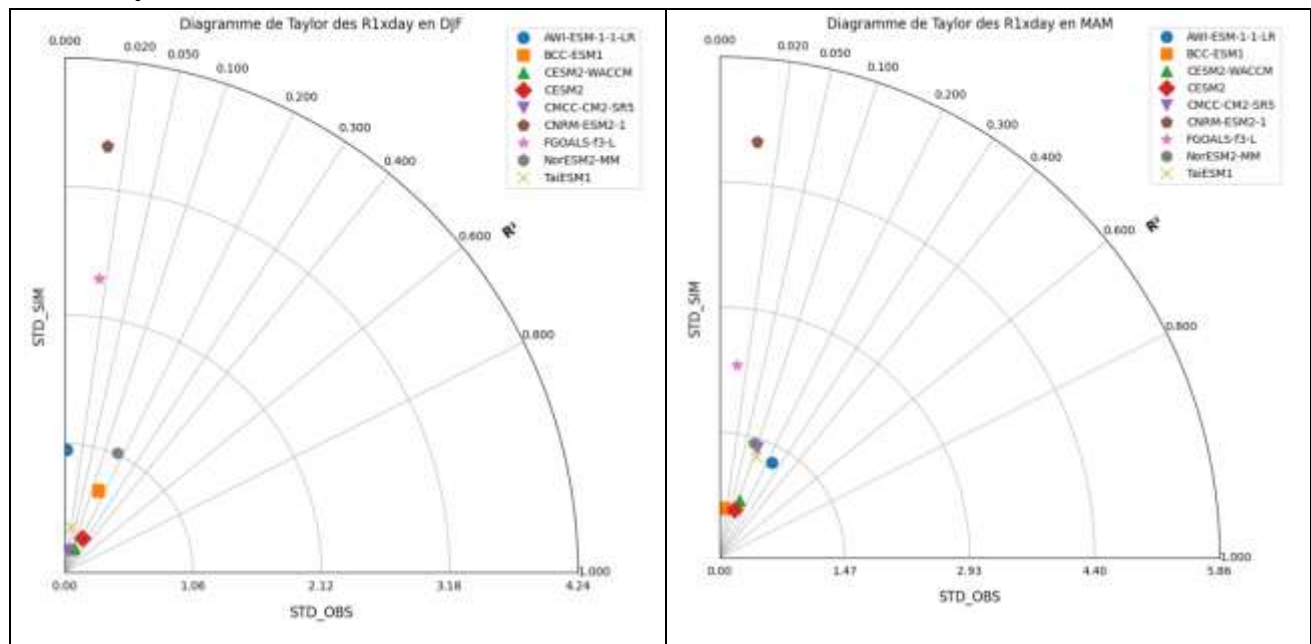 Diagramme de Taylor des R1xday en DJF
0.000
0.020
0.050
0.100
0.200
0.300
0.400
0.600
0.800
1.000
R²
AWI-ESM-1-1-LR
BCC-ESM1
CESM2-WACCM
CESM2
CMCC-CM2-SR5
CNRM-ESM2-1
FGOALS-f3-L
NorESM2-MM
TaiESM1
STD_SIM
0.00
1.06
2.12
3.18
4.24
STD_OBS
Diagramme de Taylor des R1xday en MAM
0.000
0.020
0.050
0.100
0.200
0.300
0.400
0.600
0.800
1.000
R²
AWI-ESM-1-1-LR
BCC-ESM1
CESM2-WACCM
CESM2
CMCC-CM2-SR5
CNRM-ESM2-1
FGOALS-f3-L
NorESM2-MM
TaiESM1
STD_SIM
0.00
1.47
2.93
4.40
5.86
STD_OBS